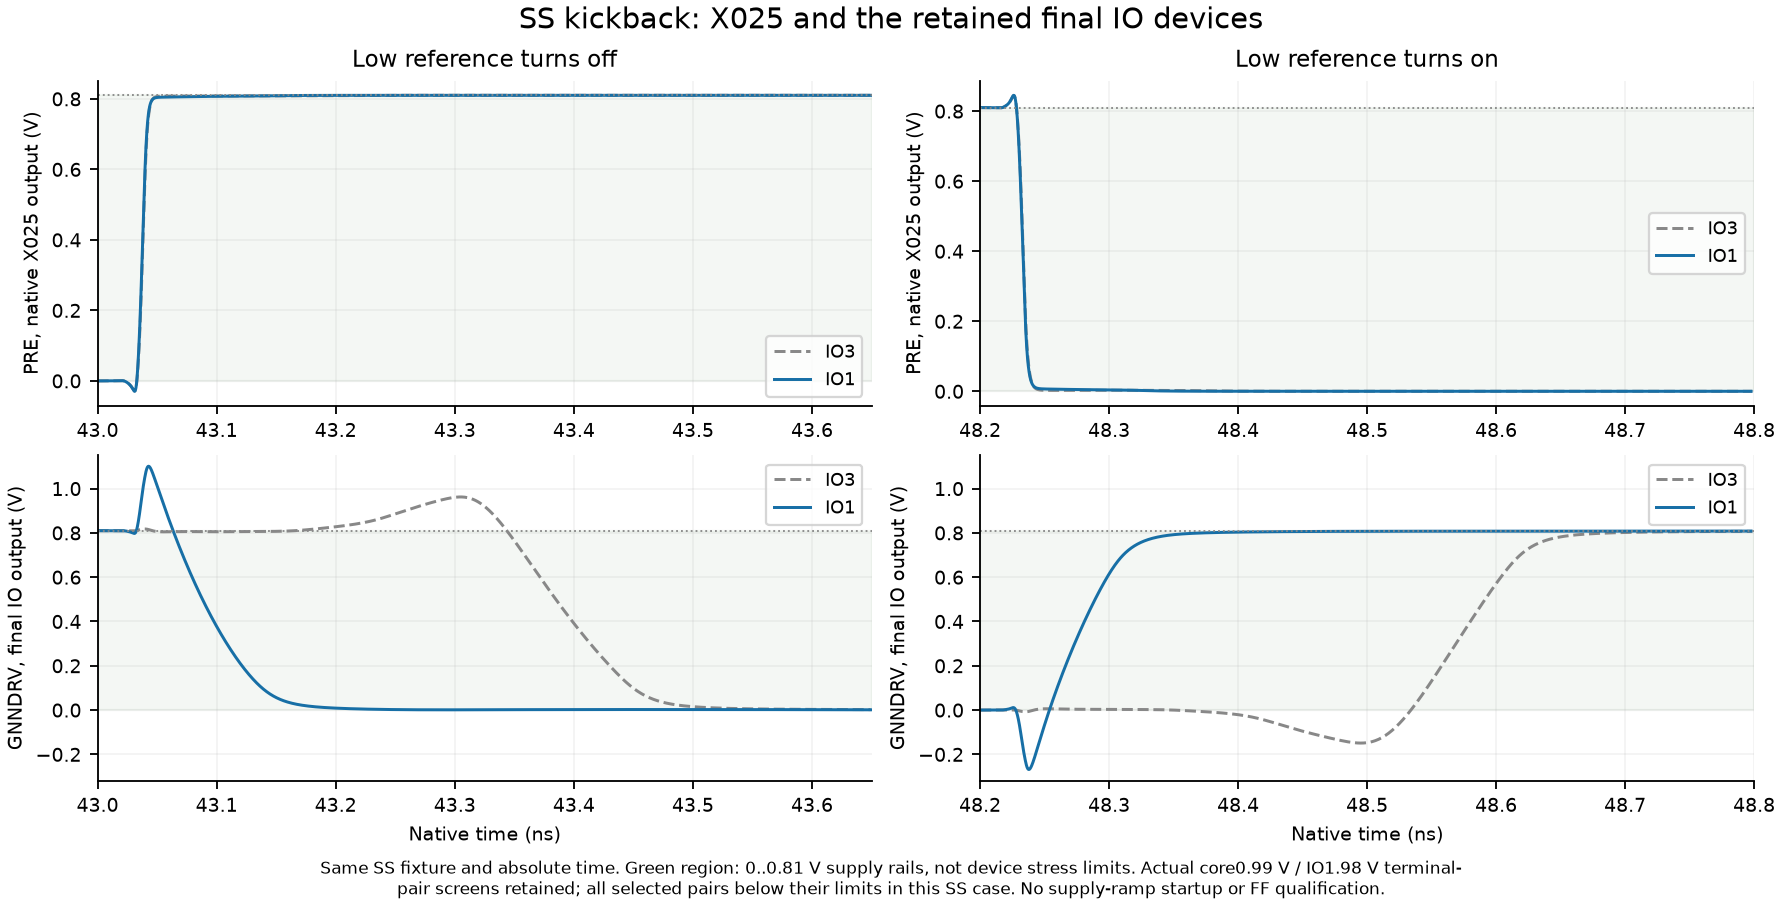 SS kickback: X025 and the retained final IO devices
Low reference turns off
PRE, native X025 output (V)
0.8
0.6
0.4
0.2
0.0
IO3
IO1
43.0 43.1 43.2 43.3 43.4 43.5 43.6
Low reference turns on
PRE, native X025 output (V)
0.8
0.6
0.4
0.2
0.0
IO3
IO1
48.2 48.3 48.4 48.5 48.6 48.7 48.8
GNNDRV, final IO output (V)
1.0
0.8
0.6
0.4
0.2
0.0
−0.2
IO3
IO1
43.0 43.1 43.2 43.3 43.4 43.5 43.6
Native time (ns)
GNNDRV, final IO output (V)
1.0
0.8
0.6
0.4
0.2
0.0
−0.2
IO3
IO1
48.2 48.3 48.4 48.5 48.6 48.7 48.8
Native time (ns)
Same SS fixture and absolute time. Green region: 0..0.81 V supply rails, not device stress limits. Actual core0.99 V / IO1.98 V terminal-
pair screens retained; all selected pairs below their limits in this SS case. No supply-ramp startup or FF qualification.